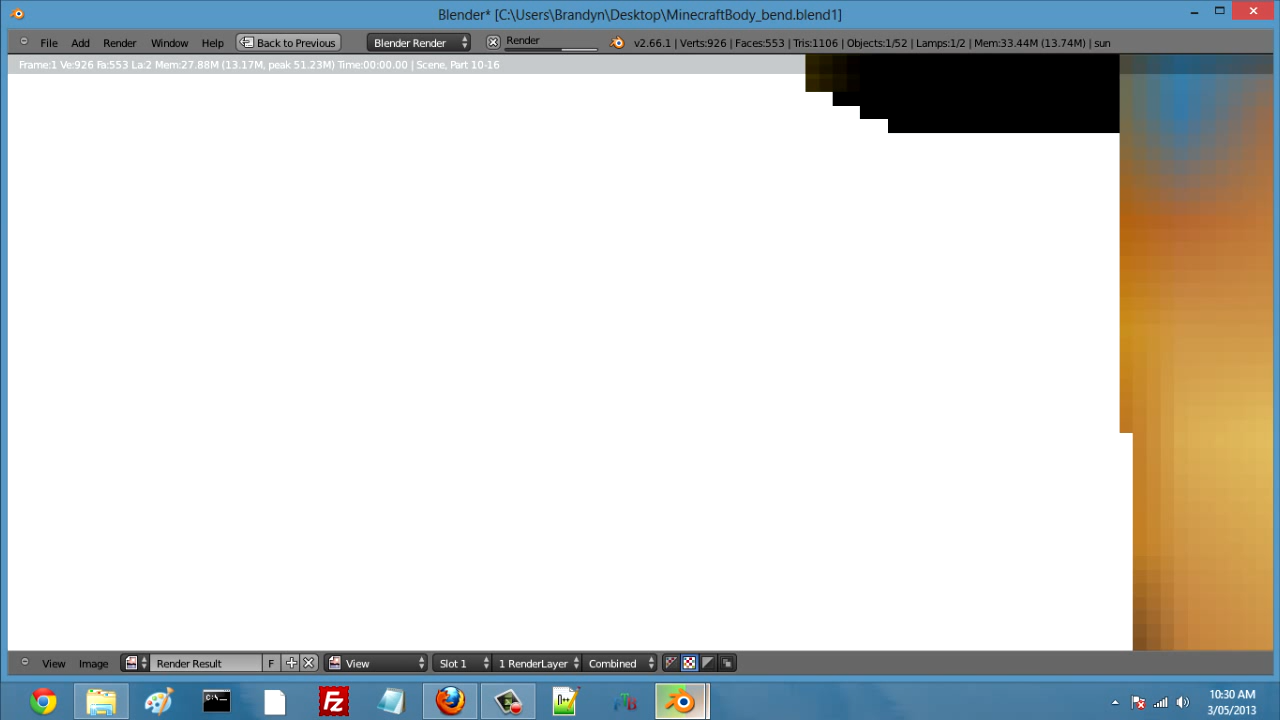 Blender* [C:\Users\Brandyn\Desktop\MinecraftBody_bend.blend1]
File Add Render Window Help Back to Previous Blender Render Render v2.66.1 | Verts:926 | Faces:553 | Tris:1106 | Objects:1/52 | Lamps:1/2 | Mem:33.44M (13.74M) | sun
Frame:1 Ve:926 Fa:553 La:2 Mem:27.88M (13.17M, peak 51.23M) Time:00:00.00 | Scene, Part 10-16
View Image Render Result F View Slot 1 1 RenderLayer Combined
10:30 AM
3/05/2013